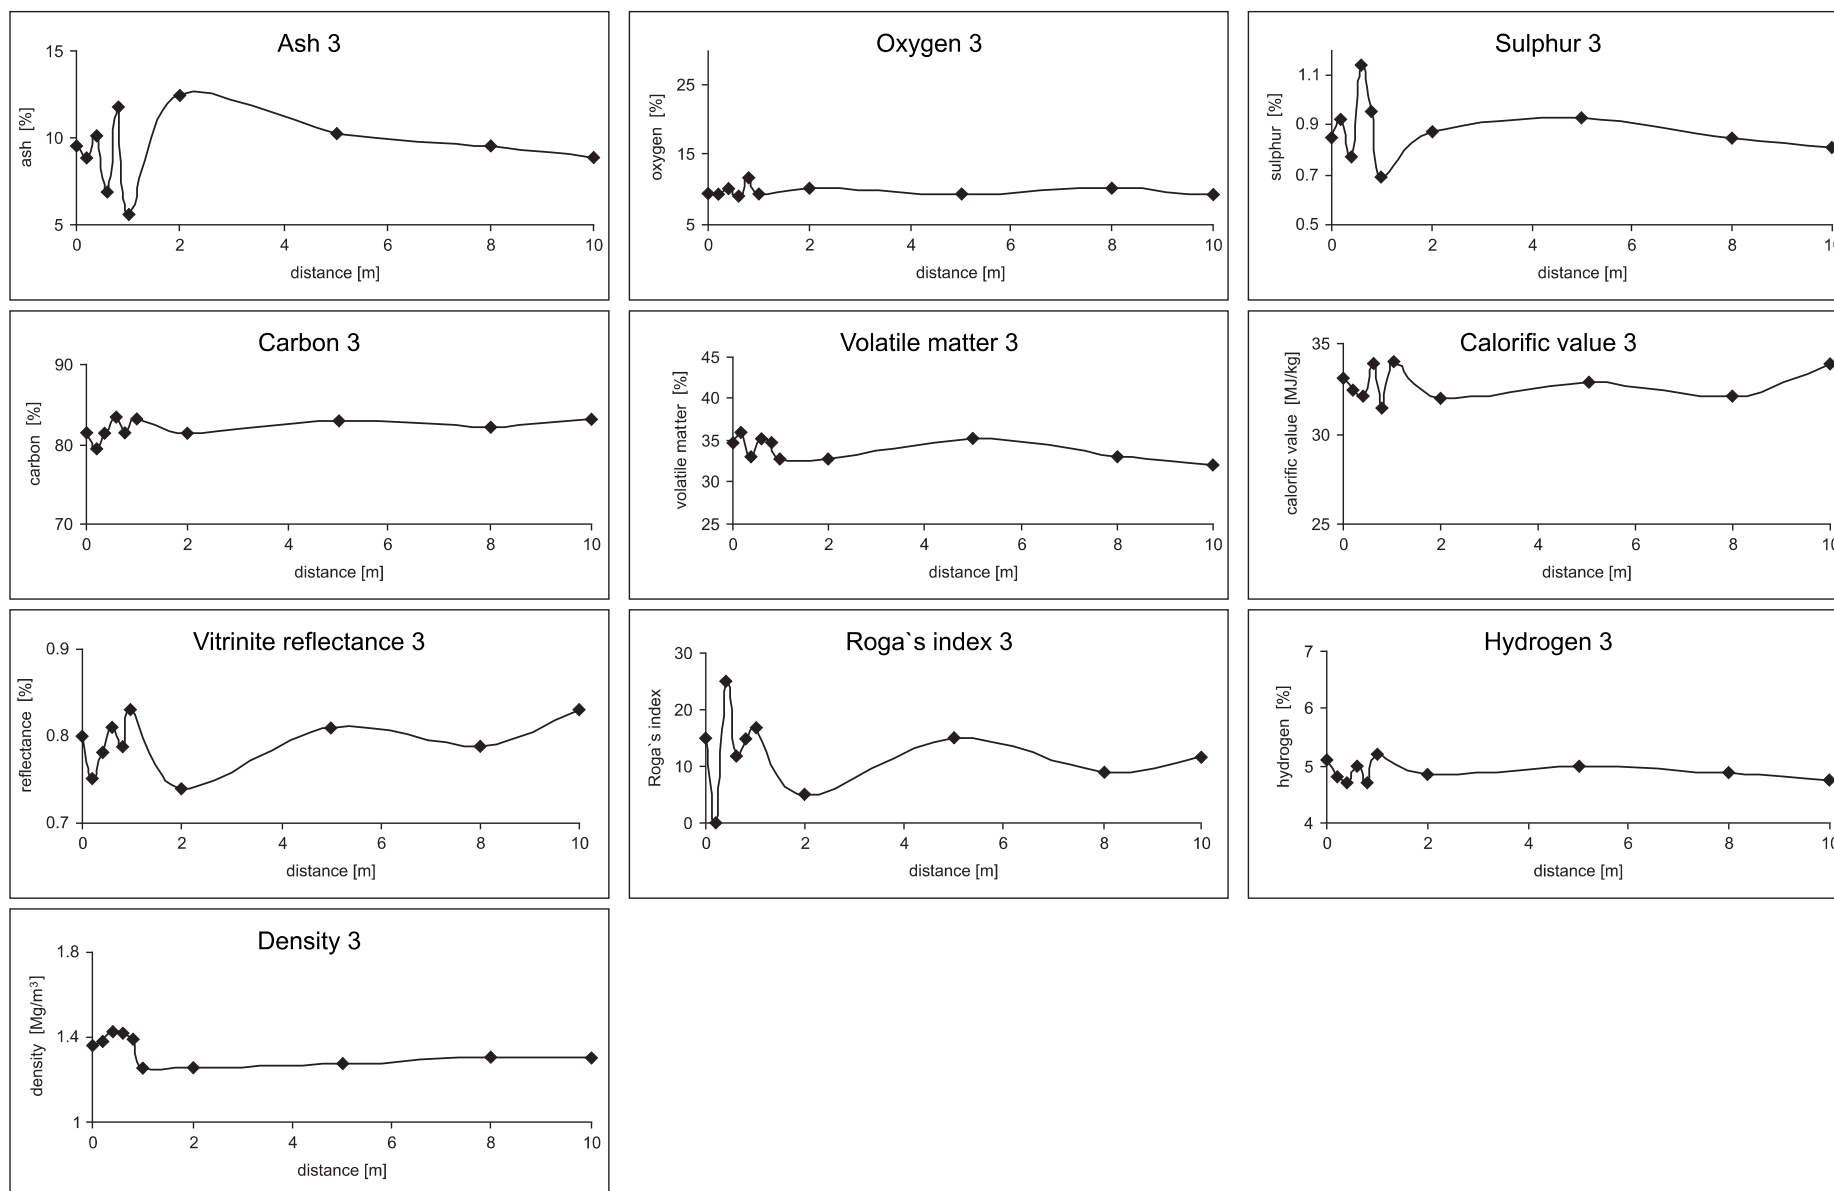 Ash 3
15
10
5
ash [%]
0 2 4 6 8 10
distance [m]
Oxygen 3
25
15
5
oxygen [%]
0 2 4 6 8 10
distance [m]
Sulphur 3
1.1
0.9
0.7
0.5
sulphur [%]
0 2 4 6 8 10
distance [m]
Carbon 3
90
80
70
carbon [%]
0 2 4 6 8 10
distance [m]
Volatile matter 3
45
40
35
30
25
volatile matter [%]
0 2 4 6 8 10
distance [m]
Calorific value 3
35
30
25
calorific value [MJ/kg]
0 2 4 6 8 10
distance [m]
Vitrinite reflectance 3
0.9
0.8
0.7
reflectance [%]
0 2 4 6 8 10
distance [m]
Roga`s index 3
30
20
10
0
Roga`s index
0 2 4 6 8 10
distance [m]
Hydrogen 3
7
6
5
4
hydrogen [%]
0 2 4 6 8 10
distance [m]
Density 3
1.8
1.4
1
density [Mg/m³]
0 2 4 6 8 10
distance [m]